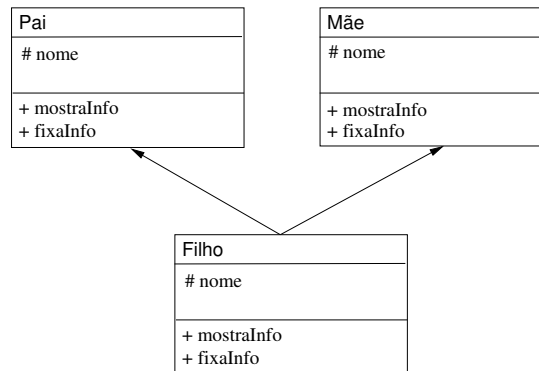 Pai
# nome
+ mostraInfo
+ fixaInfo
Mãe
# nome
+ mostraInfo
+ fixaInfo
Filho
# nome
+ mostraInfo
+ fixaInfo